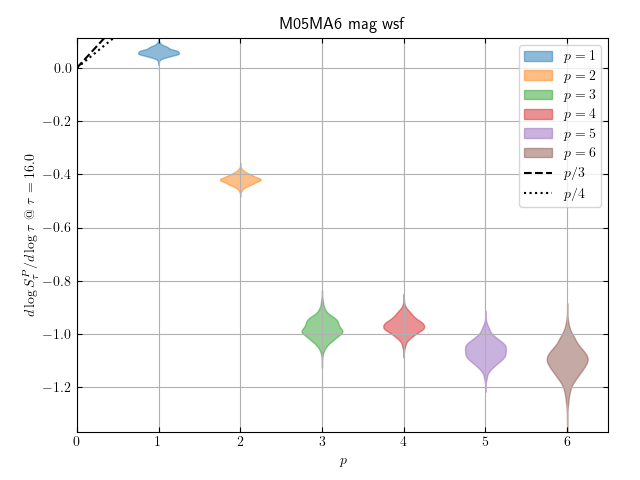 M05MA6 mag wsf
d log S_τ^P / d log τ @ τ = 16.0
0.0
−0.2
−0.4
−0.6
−0.8
−1.0
−1.2
0 1 2 3 4 5 6
p
p = 1
p = 2
p = 3
p = 4
p = 5
p = 6
p/3
p/4